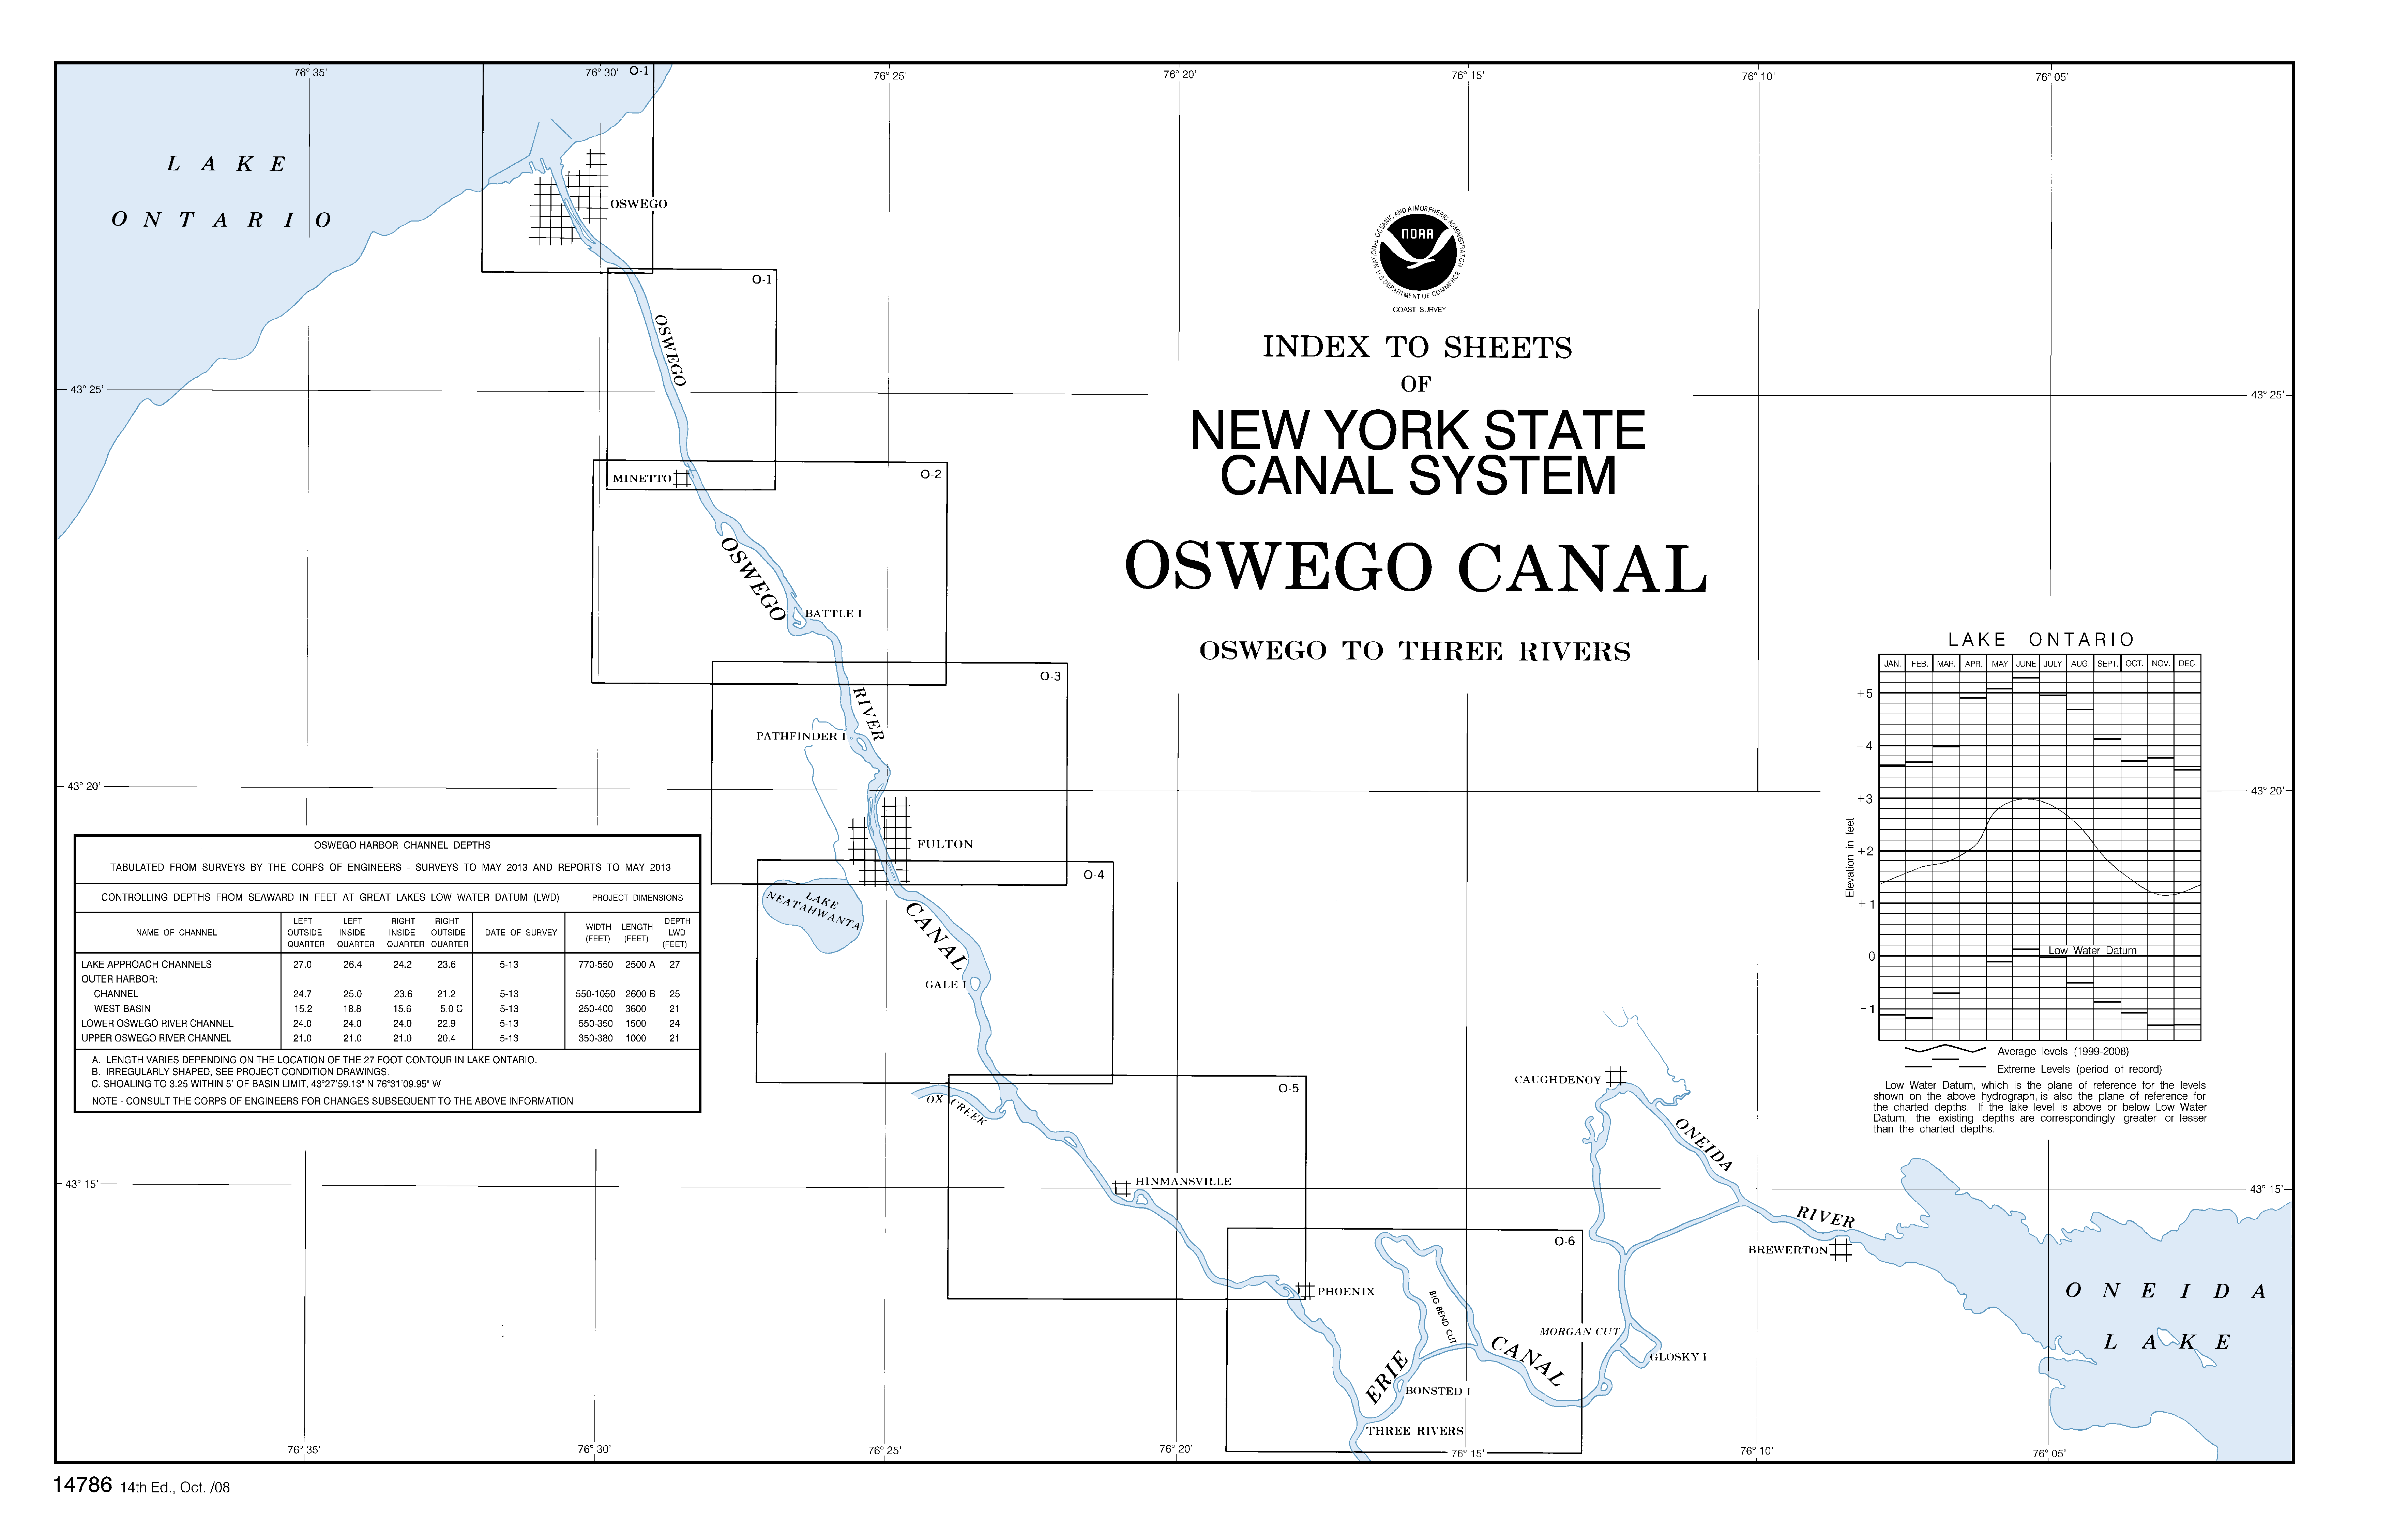 76° 35'
76° 30'
O-1
76° 25'
76° 20'
76° 15'
76° 10'
76° 05'
LAKE
ONTARIO
OSWEGO
NATIONAL OCEANIC AND ATMOSPHERIC ADMINISTRATION
U.S. DEPARTMENT OF COMMERCE
NOAA
COAST SURVEY
O-1
OSWEGO
INDEX TO SHEETS
OF
NEW YORK STATE
CANAL SYSTEM
OSWEGO CANAL
OSWEGO TO THREE RIVERS
43° 25'
43° 25'
MINETTO
O-2
OSWEGO
BATTLE I
O-3
RIVER
PATHFINDER I
43° 20'
43° 20'
FULTON
O-4
LAKE
NEATAHWANTA
CANAL
GALE I
O-5
OX CREEK
HINMANSVILLE
43° 15'
43° 15'
PHOENIX
O-6
BIG BEND CUT
ERIE
CANAL
BONSTED I
THREE RIVERS
MORGAN CUT
GLOSKY I
CAUGHDENOY
ONEIDA
RIVER
BREWERTON
ONEIDA
LAKE
OSWEGO HARBOR CHANNEL DEPTHS
TABULATED FROM SURVEYS BY THE CORPS OF ENGINEERS - SURVEYS TO MAY 2013 AND REPORTS TO MAY 2013
CONTROLLING DEPTHS FROM SEAWARD IN FEET AT GREAT LAKES LOW WATER DATUM (LWD) PROJECT DIMENSIONS
NAME OF CHANNEL LEFT OUTSIDE QUARTER LEFT INSIDE QUARTER RIGHT INSIDE QUARTER RIGHT OUTSIDE QUARTER DATE OF SURVEY WIDTH (FEET) LENGTH (FEET) DEPTH LWD (FEET)
LAKE APPROACH CHANNELS 27.0 26.4 24.2 23.6 5-13 770-550 2500 A 27
OUTER HARBOR:
CHANNEL 24.7 25.0 23.6 21.2 5-13 550-1050 2600 B 25
WEST BASIN 15.2 18.8 15.6 5.0 C 5-13 250-400 3600 21
LOWER OSWEGO RIVER CHANNEL 24.0 24.0 24.0 22.9 5-13 550-350 1500 24
UPPER OSWEGO RIVER CHANNEL 21.0 21.0 21.0 20.4 5-13 350-380 1000 21
A. LENGTH VARIES DEPENDING ON THE LOCATION OF THE 27 FOOT CONTOUR IN LAKE ONTARIO.
B. IRREGULARLY SHAPED, SEE PROJECT CONDITION DRAWINGS.
C. SHOALING TO 3.25 WITHIN 5' OF BASIN LIMIT, 43°27'59.13" N 76°31'09.95" W
NOTE - CONSULT THE CORPS OF ENGINEERS FOR CHANGES SUBSEQUENT TO THE ABOVE INFORMATION
LAKE ONTARIO
JAN. FEB. MAR. APR. MAY JUNE JULY AUG. SEPT. OCT. NOV. DEC.
+5
+4
+3
+2
+1
0
-1
Elevation in feet
Low Water Datum
Average levels (1999-2008)
Extreme Levels (period of record)
Low Water Datum, which is the plane of reference for the levels
shown on the above hydrograph, is also the plane of reference for
the charted depths. If the lake level is above or below Low Water
Datum, the existing depths are correspondingly greater or lesser
than the charted depths.
76° 35'
76° 30'
76° 25'
76° 20'
76° 15'
76° 10'
76° 05'
14786 14th Ed., Oct. /08